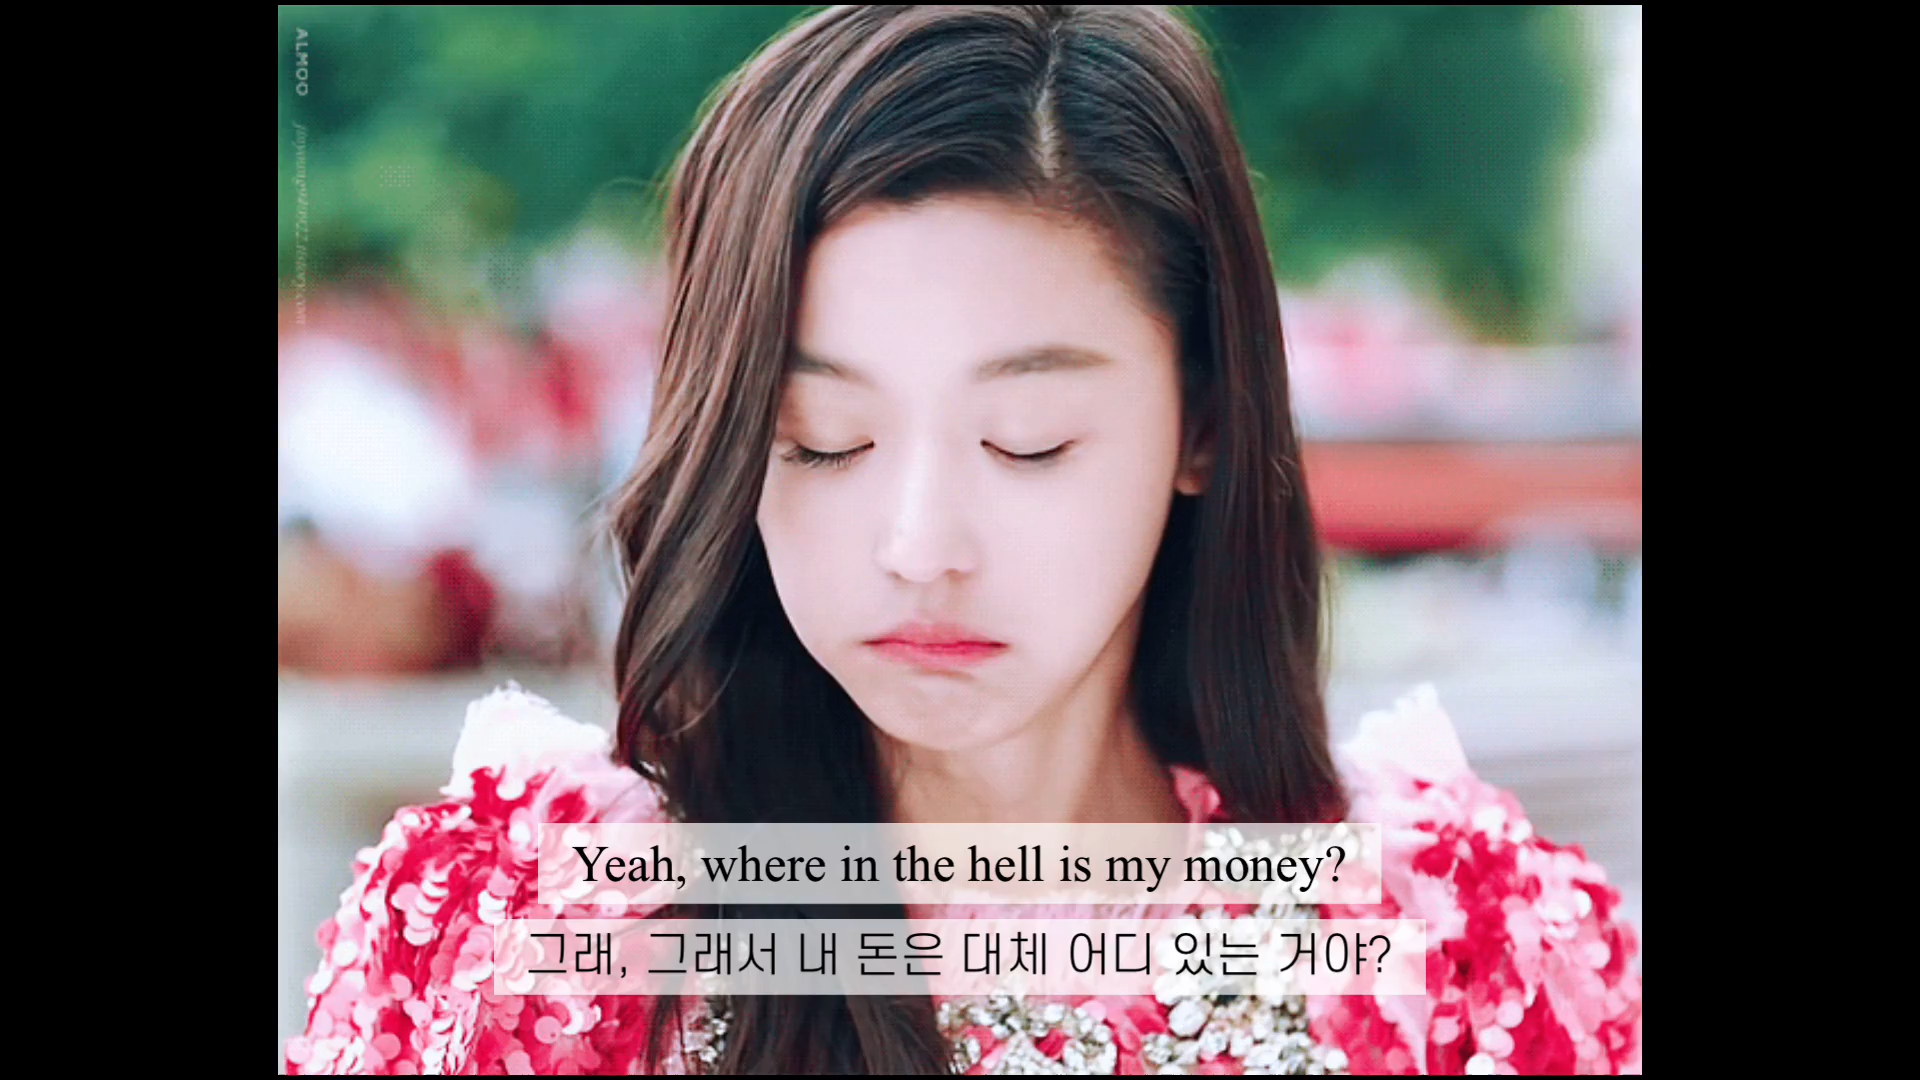 ALMOO
Yeah, where in the hell is my money?
그래, 그래서 내 돈은 대체 어디 있는 거야?